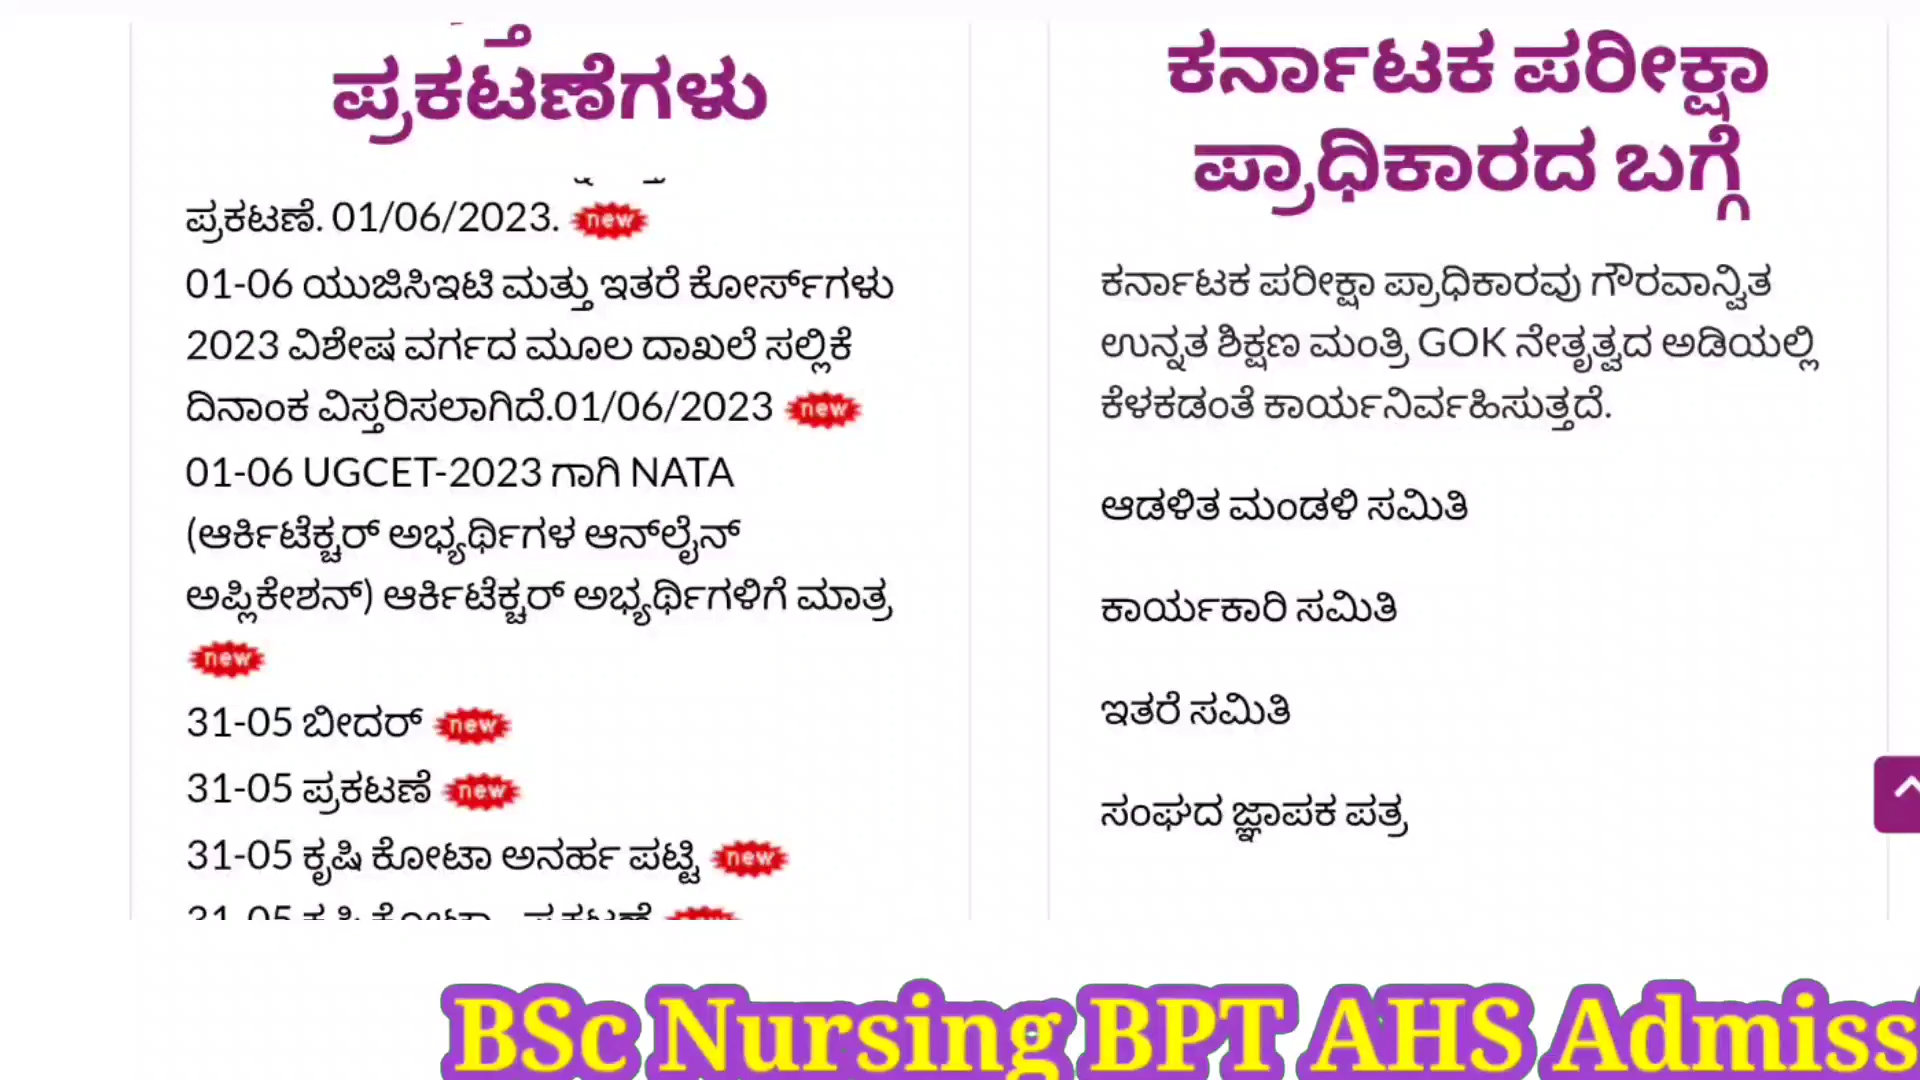 ಪ್ರಕಟಣೆಗಳು
ಪ್ರಕಟಣೆ. 01/06/2023. new
01-06 ಯುಜಿಸಿಇಟಿ ಮತ್ತು ಇತರೆ ಕೋರ್ಸ್‌ಗಳು
2023 ವಿಶೇಷ ವರ್ಗದ ಮೂಲ ದಾಖಲೆ ಸಲ್ಲಿಕೆ
ದಿನಾಂಕ ವಿಸ್ತರಿಸಲಾಗಿದೆ.01/06/2023 new
01-06 UGCET-2023 ಗಾಗಿ NATA
(ಆರ್ಕಿಟೆಕ್ಚರ್ ಅಭ್ಯರ್ಥಿಗಳ ಆನ್‌ಲೈನ್
ಅಪ್ಲಿಕೇಶನ್) ಆರ್ಕಿಟೆಕ್ಚರ್ ಅಭ್ಯರ್ಥಿಗಳಿಗೆ ಮಾತ್ರ
new
31-05 ಬೀದರ್ new
31-05 ಪ್ರಕಟಣೆ new
31-05 ಕೃಷಿ ಕೋಟಾ ಅನರ್ಹ ಪಟ್ಟಿ new
ಕರ್ನಾಟಕ ಪರೀಕ್ಷಾ
ಪ್ರಾಧಿಕಾರದ ಬಗ್ಗೆ
ಕರ್ನಾಟಕ ಪರೀಕ್ಷಾ ಪ್ರಾಧಿಕಾರವು ಗೌರವಾನ್ವಿತ
ಉನ್ನತ ಶಿಕ್ಷಣ ಮಂತ್ರಿ GOK ನೇತೃತ್ವದ ಅಡಿಯಲ್ಲಿ
ಕೆಳಕಡಂತೆ ಕಾರ್ಯನಿರ್ವಹಿಸುತ್ತದೆ.
ಆಡಳಿತ ಮಂಡಳಿ ಸಮಿತಿ
ಕಾರ್ಯಕಾರಿ ಸಮಿತಿ
ಇತರೆ ಸಮಿತಿ
ಸಂಘದ ಜ್ಞಾಪಕ ಪತ್ರ
BSc Nursing BPT AHS Admiss